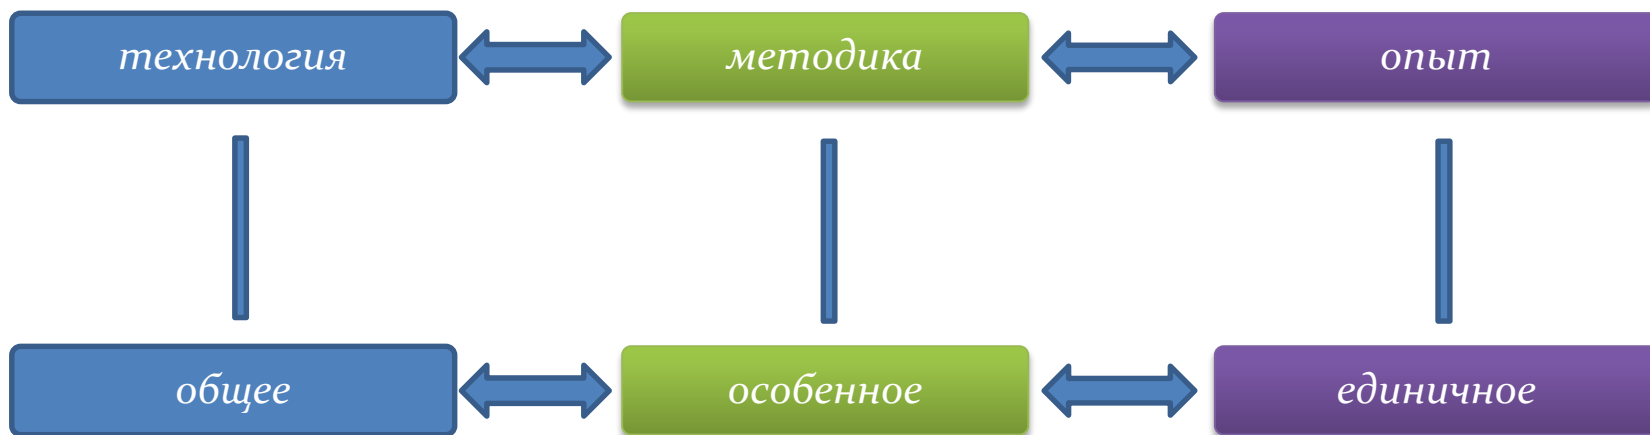 технология
методика
опыт
общее
особенное
единичное